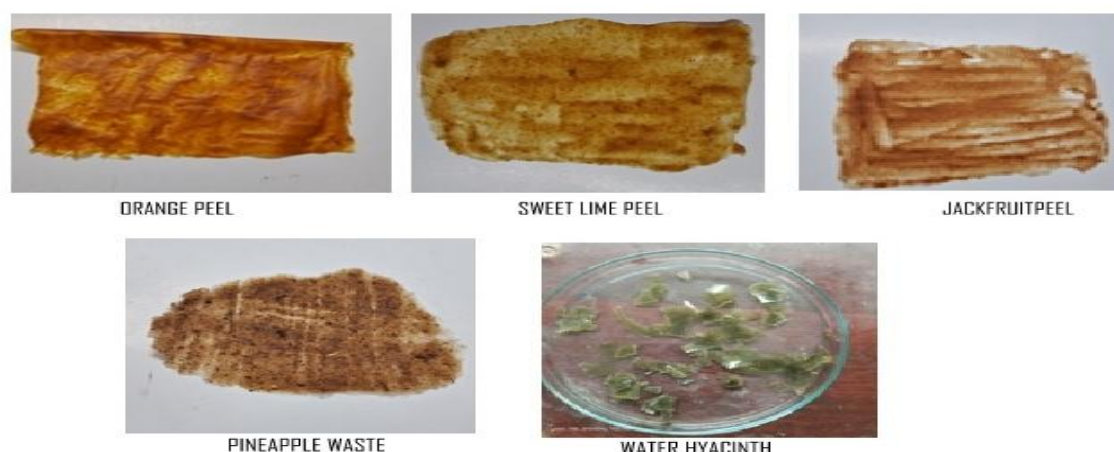 ORANGE PEEL
SWEET LIME PEEL
JACKFRUITPEEL
PINEAPPLE WASTE
WATER HYACINTH